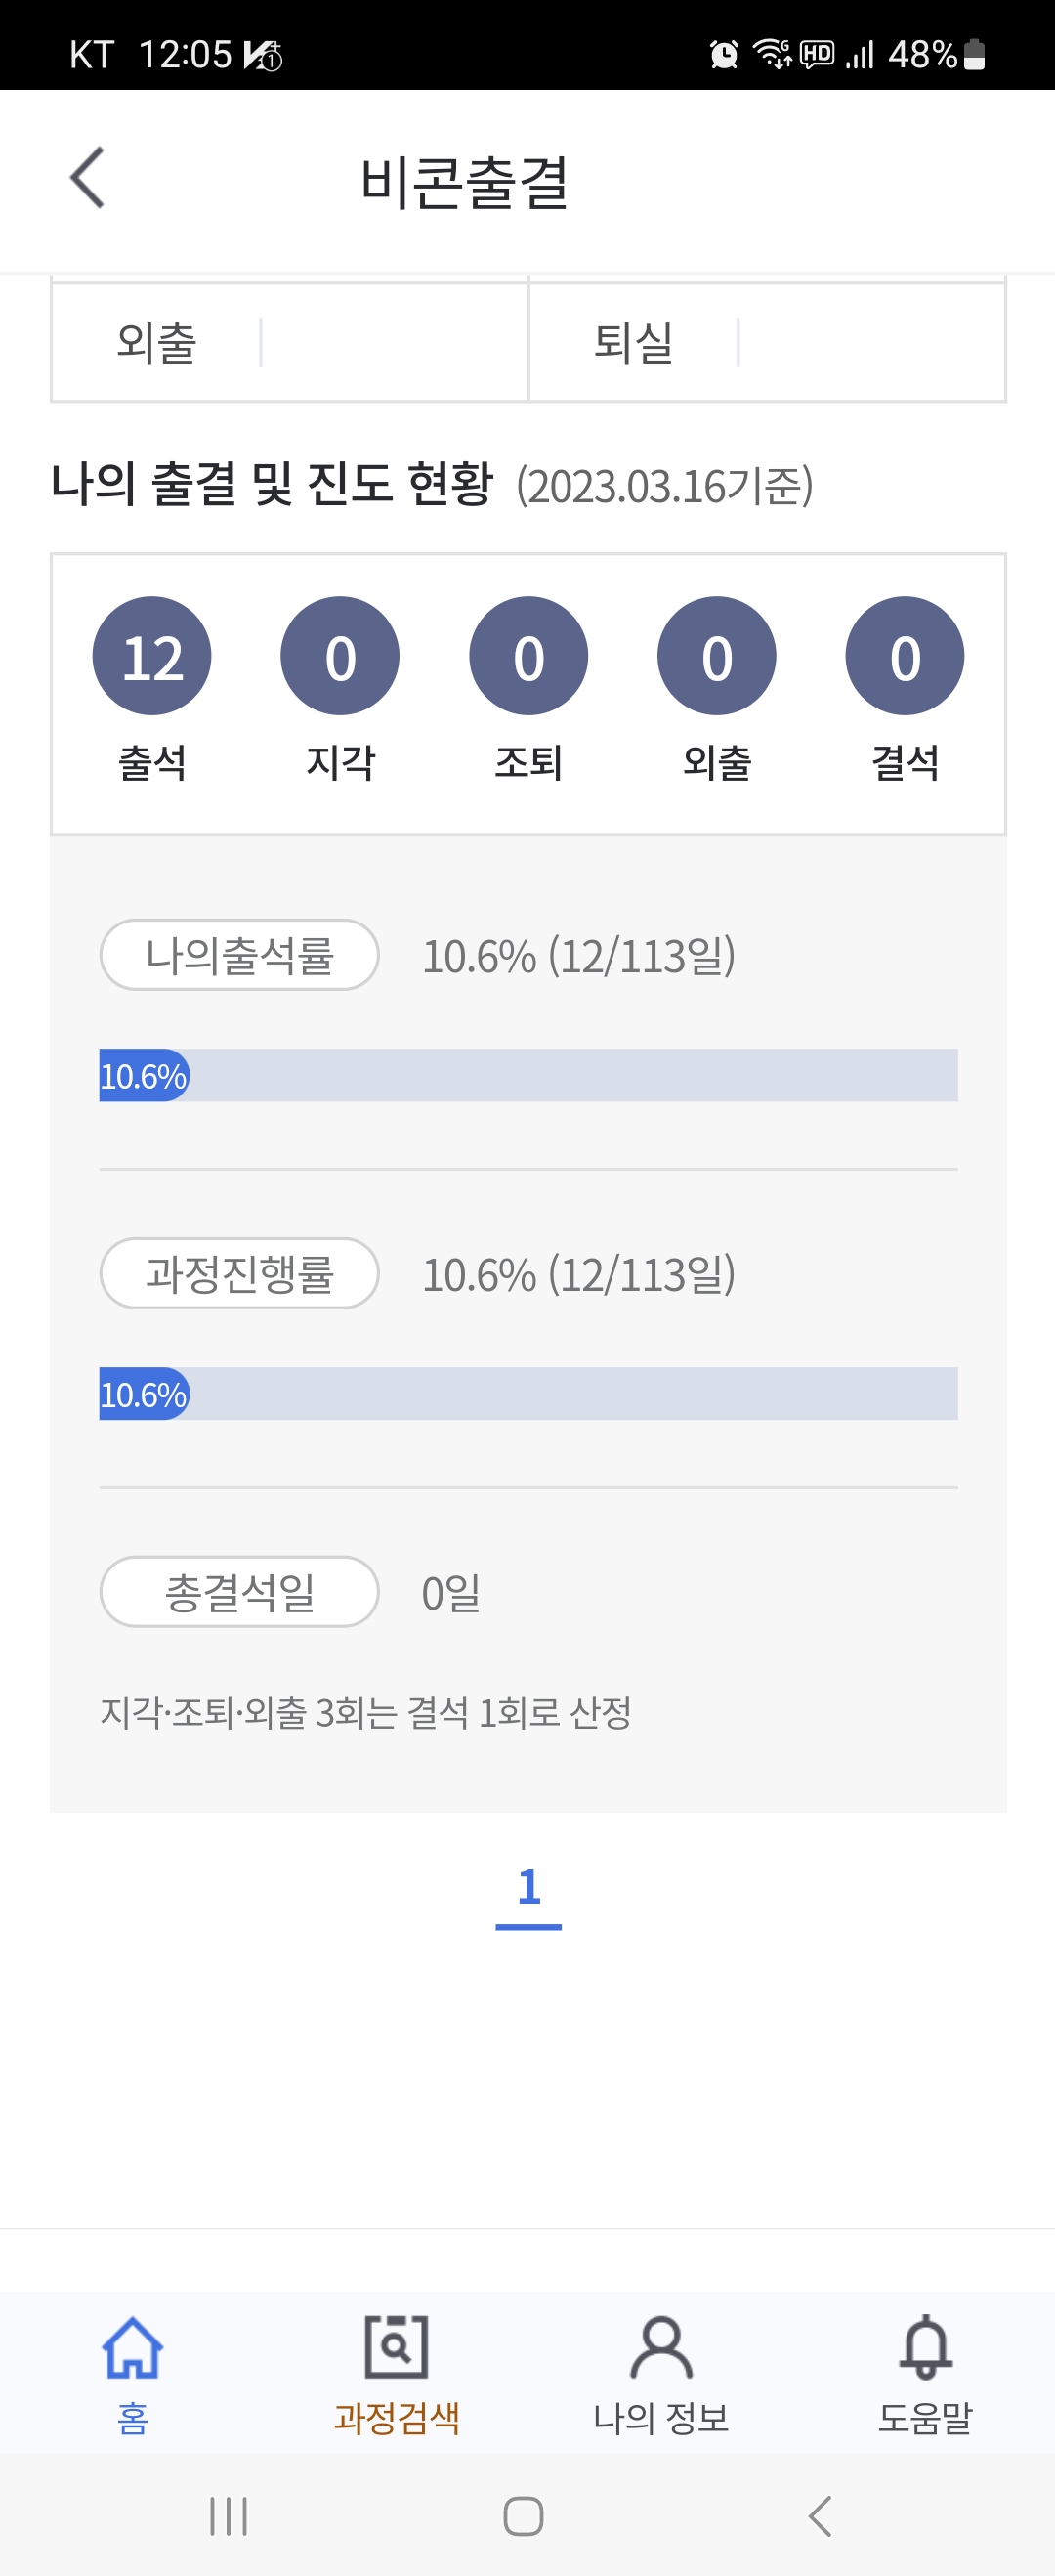 KT 12:05 48%
비콘출결
외출 퇴실
나의 출결 및 진도 현황 (2023.03.16기준)
12 0 0 0 0
출석 지각 조퇴 외출 결석
나의출석률 10.6% (12/113일)
10.6%
과정진행률 10.6% (12/113일)
10.6%
총결석일 0일
지각·조퇴·외출 3회는 결석 1회로 산정
1
홈 과정검색 나의 정보 도움말